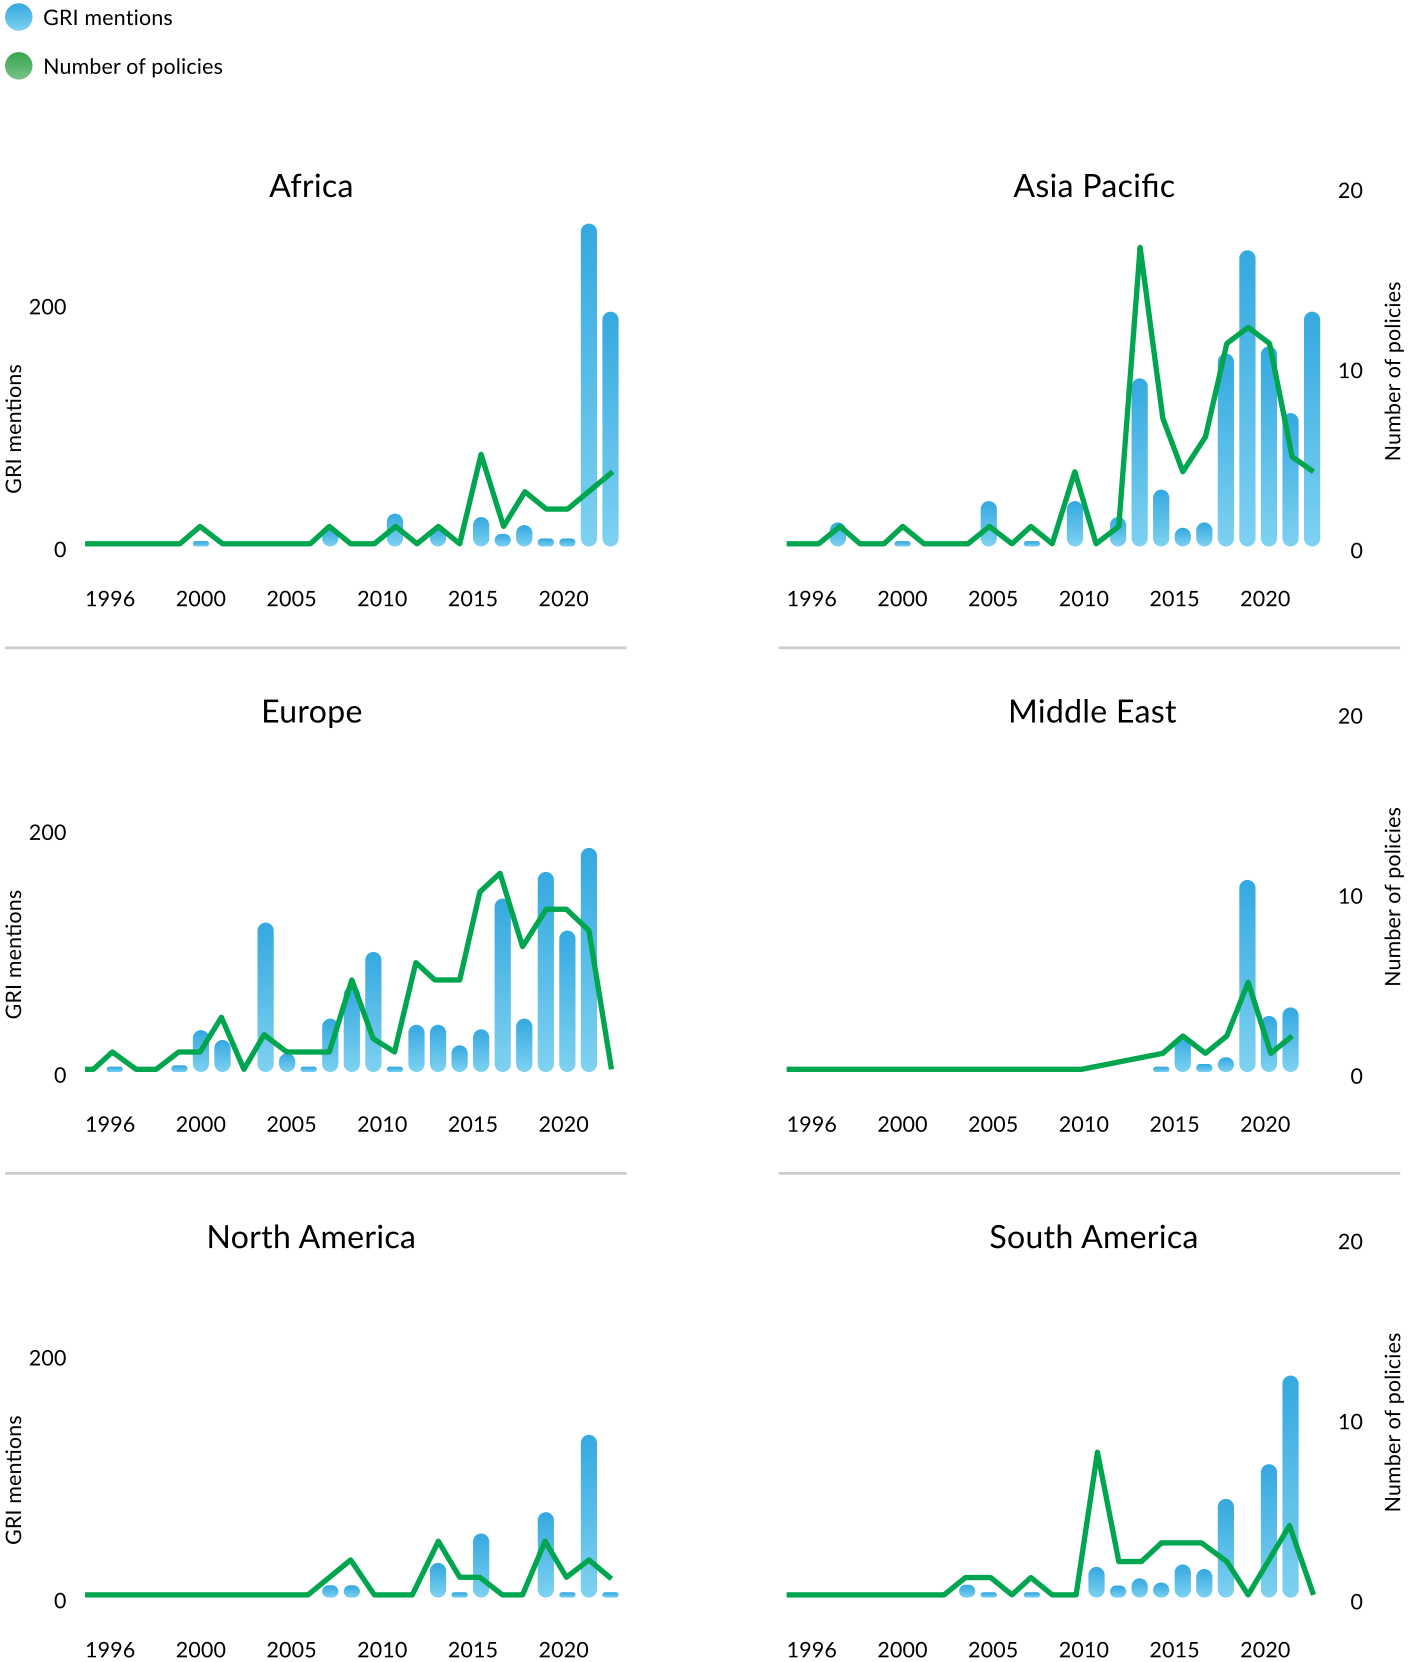 GRI mentions
Number of policies
Africa
200
0
GRI mentions
1996 2000 2005 2010 2015 2020
Asia Pacific
20
10
0
Number of policies
1996 2000 2005 2010 2015 2020
Europe
200
0
GRI mentions
1996 2000 2005 2010 2015 2020
Middle East
20
10
0
Number of policies
1996 2000 2005 2010 2015 2020
North America
200
0
GRI mentions
1996 2000 2005 2010 2015 2020
South America
20
10
0
Number of policies
1996 2000 2005 2010 2015 2020